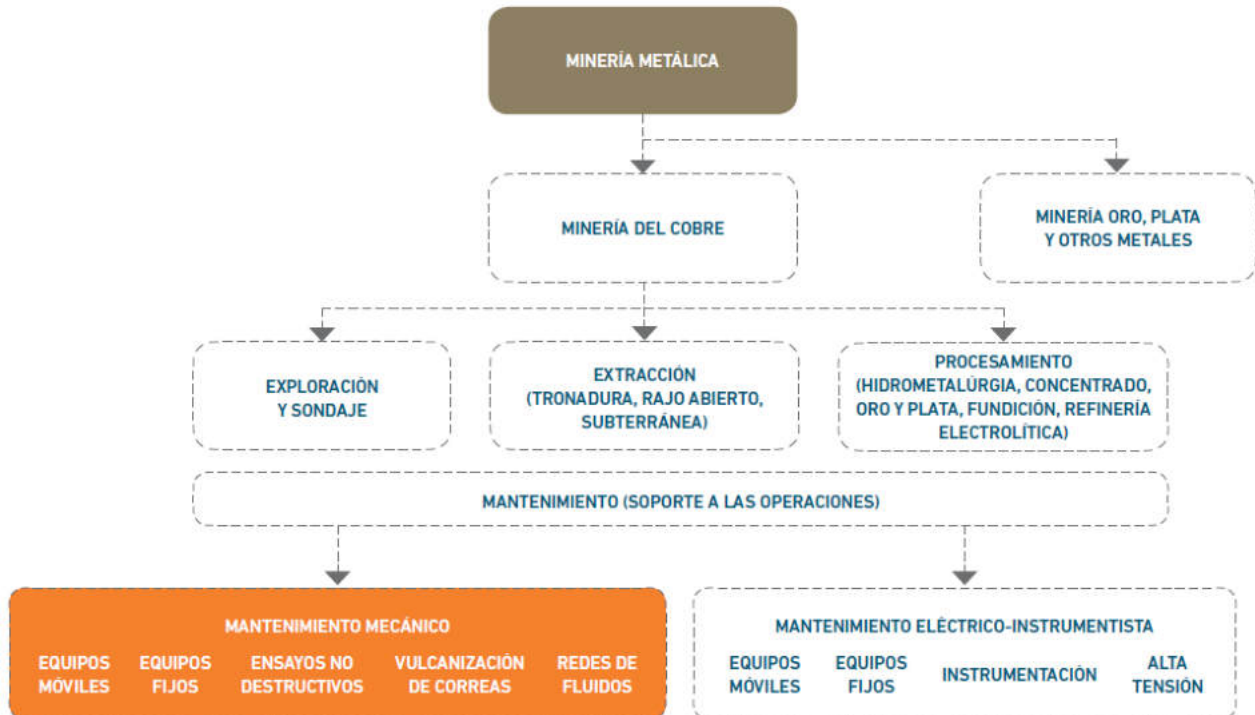 MINERÍA METÁLICA
MINERÍA DEL COBRE
MINERÍA ORO, PLATA
Y OTROS METALES
EXPLORACIÓN
Y SONDAJE
EXTRACCIÓN
(TRONADURA, RAJO ABIERTO,
SUBTERRÁNEA)
PROCESAMIENTO
(HIDROMETALÚRGIA, CONCENTRADO,
ORO Y PLATA, FUNDICIÓN, REFINERÍA
ELECTROLÍTICA)
MANTENIMIENTO (SOPORTE A LAS OPERACIONES)
MANTENIMIENTO MECÁNICO
EQUIPOS
MÓVILES
EQUIPOS
FIJOS
ENSAYOS NO
DESTRUCTIVOS
VULCANIZACIÓN
DE CORREAS
REDES DE
FLUIDOS
MANTENIMIENTO ELÉCTRICO-INSTRUMENTISTA
EQUIPOS
MÓVILES
EQUIPOS
FIJOS
INSTRUMENTACIÓN
ALTA
TENSIÓN